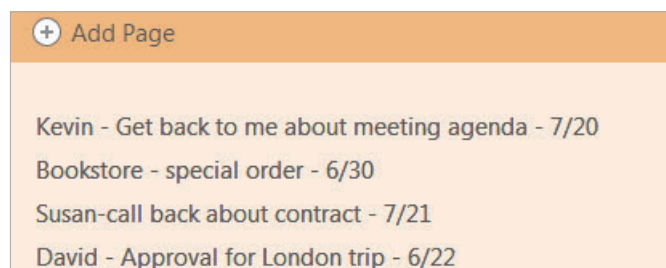 Add Page
Kevin - Get back to me about meeting agenda - 7/20
Bookstore - special order - 6/30
Susan-call back about contract - 7/21
David - Approval for London trip - 6/22